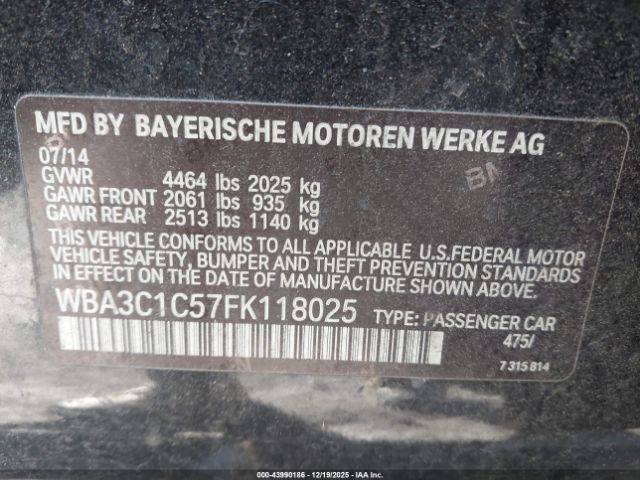 MFD BY BAYERISCHE MOTOREN WERKE AG
07/14
GVWR 4464 lbs 2025 kg
GAWR FRONT 2061 lbs 935 kg
GAWR REAR 2513 lbs 1140 kg
THIS VEHICLE CONFORMS TO ALL APPLICABLE U.S.FEDERAL MOTOR
VEHICLE SAFETY, BUMPER AND THEFT PREVENTION STANDARDS
IN EFFECT ON THE DATE OF MANUFACTURE SHOWN ABOVE.
WBA3C1C57FK118025 TYPE: PASSENGER CAR
475/
7 315 814
000-43990186 - 12/19/2025 - IAA Inc.